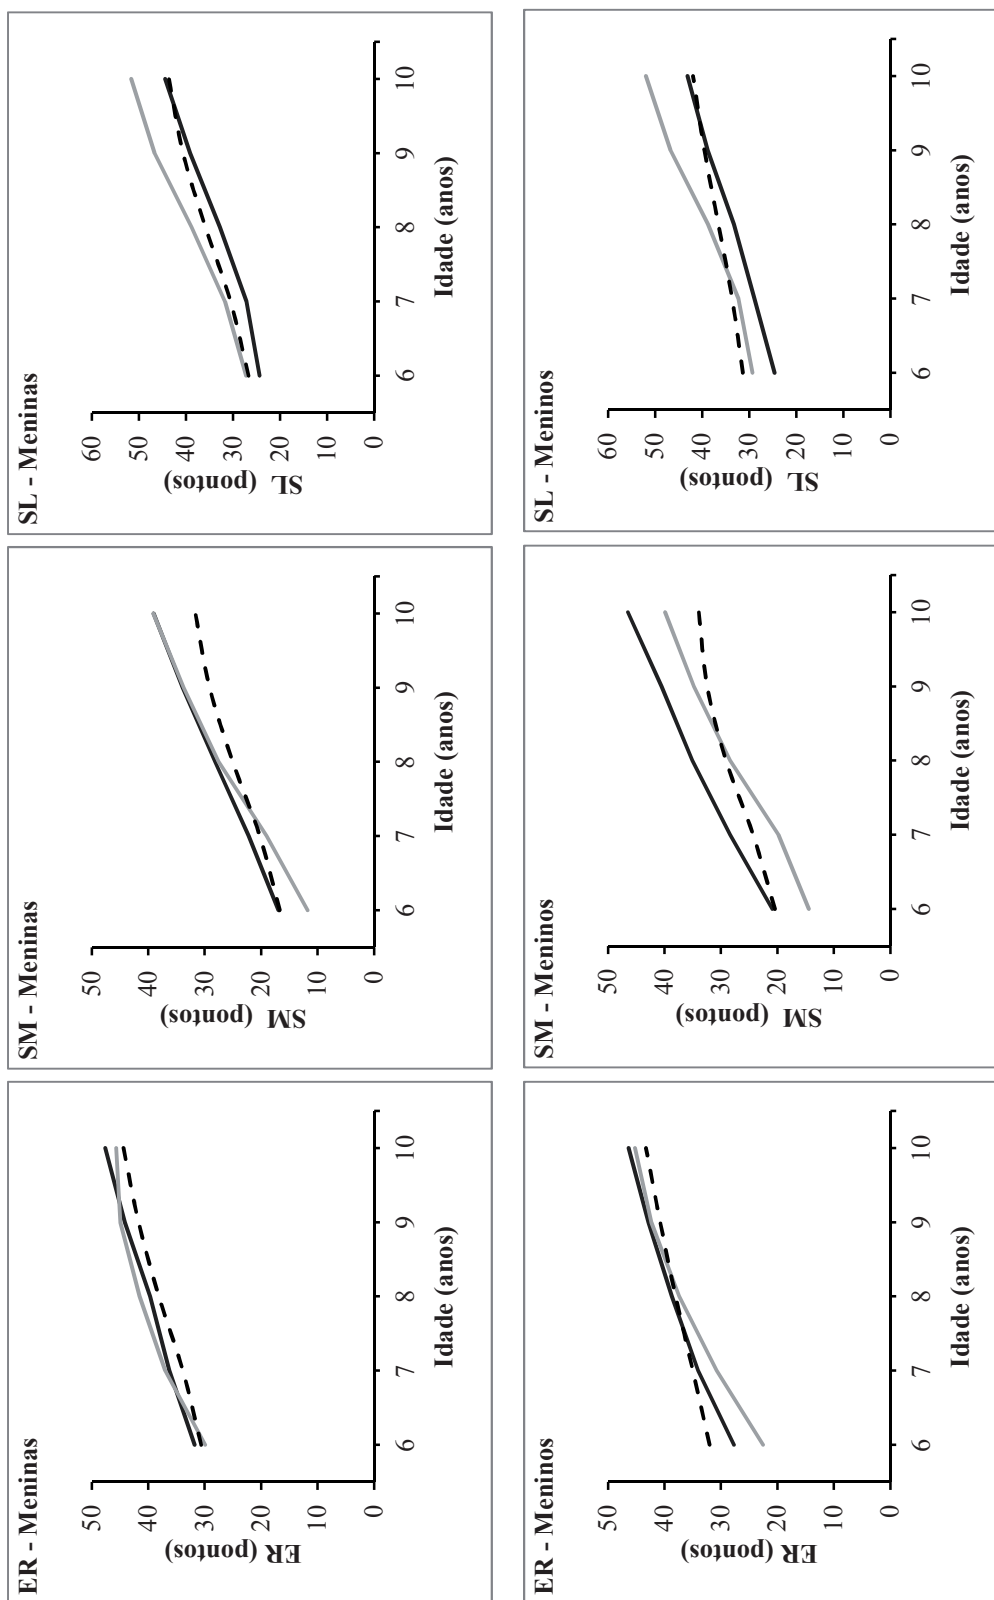 ER - Meninas
ER (pontos)
50
40
30
20
10
0
6 7 8 9 10
Idade (anos)
SM - Meninas
SM (pontos)
50
40
30
20
10
0
6 7 8 9 10
Idade (anos)
SL - Meninas
SL (pontos)
60
50
40
30
20
10
0
6 7 8 9 10
Idade (anos)
ER - Meninos
ER (pontos)
50
40
30
20
10
0
6 7 8 9 10
Idade (anos)
SM - Meninos
SM (pontos)
50
40
30
20
10
0
6 7 8 9 10
Idade (anos)
SL - Meninos
SL (pontos)
60
50
40
30
20
10
0
6 7 8 9 10
Idade (anos)